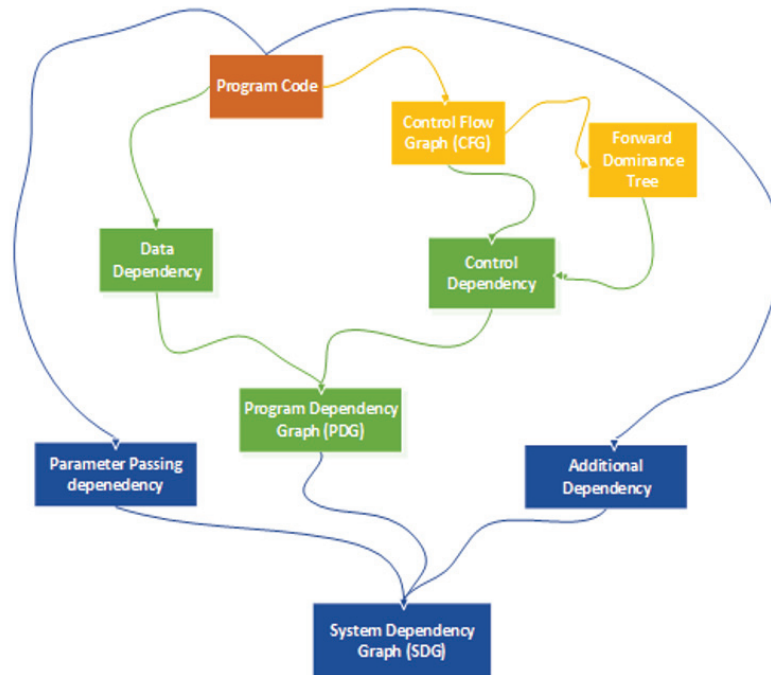 Program Code
Control Flow
Graph (CFG)
Forward
Dominance
Tree
Data
Dependency
Control
Dependency
Program Dependency
Graph (PDG)
Parameter Passing
depenedency
Additional
Dependency
System Dependency
Graph (SDG)